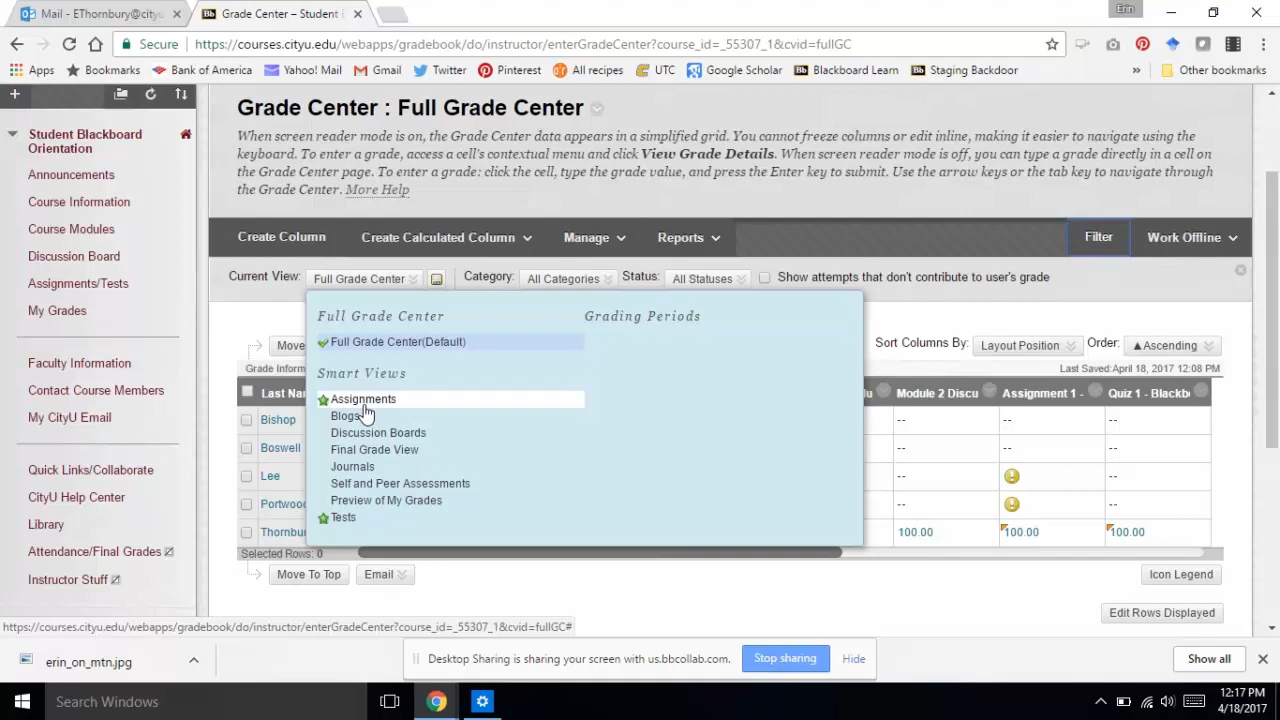 Mail - EThornbury@cityu
Grade Center – Student
Erin
Secure
https://courses.cityu.edu/webapps/gradebook/do/instructor/enterGradeCenter?course_id=_55307_1&cvid=fullGC
Apps
Bookmarks
Bank of America
Yahoo! Mail
Gmail
Twitter
Pinterest
All recipes
UTC
Google Scholar
Blackboard Learn
Staging Backdoor
»
Other bookmarks
Student Blackboard
Orientation
Announcements
Course Information
Course Modules
Discussion Board
Assignments/Tests
My Grades
Faculty Information
Contact Course Members
My CityU Email
Quick Links/Collaborate
CityU Help Center
Library
Attendance/Final Grades
Instructor Stuff
Grade Center : Full Grade Center
When screen reader mode is on, the Grade Center data appears in a simplified grid. You cannot freeze columns or edit inline, making it easier to navigate using the
keyboard. To enter a grade, access a cell's contextual menu and click View Grade Details. When screen reader mode is off, you can type a grade directly in a cell on
the Grade Center page. To enter a grade: click the cell, type the grade value, and press the Enter key to submit. Use the arrow keys or the tab key to navigate through
the Grade Center. More Help
Create Column
Create Calculated Column
Manage
Reports
Filter
Work Offline
Current View:
Full Grade Center
Category:
All Categories
Status:
All Statuses
Show attempts that don't contribute to user's grade
Full Grade Center
Grading Periods
Full Grade Center(Default)
Smart Views
Assignments
Blogs
Discussion Boards
Final Grade View
Journals
Self and Peer Assessments
Preview of My Grades
Tests
Move
Sort Columns By:
Layout Position
Order:
▲Ascending
Grade Inform
Last Saved:April 18, 2017 12:08 PM
Last Nam
Module 2 Discu
Assignment 1 -
Quiz 1 - Blackb
Bishop
-- -- --
Boswell
-- -- --
Lee
-- --
Portwood
-- --
Thornbur
100.00 100.00 100.00
Selected Rows: 0
Move To Top
Email
Icon Legend
Edit Rows Displayed
https://courses.cityu.edu/webapps/gradebook/do/instructor/enterGradeCenter?course_id=_55307_1&cvid=fullGC#
erin_on_mtn.jpg
Desktop Sharing is sharing your screen with us.bbcollab.com.
Stop sharing
Hide
Show all
Search Windows
12:17 PM
4/18/2017